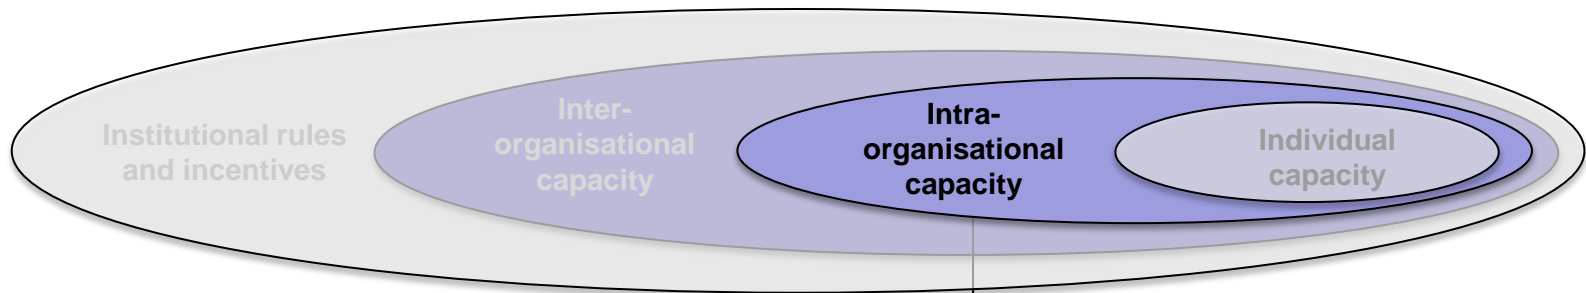 Institutional rules
and incentives
Inter-
organisational
capacity
Intra-
organisational
capacity
Individual
capacity